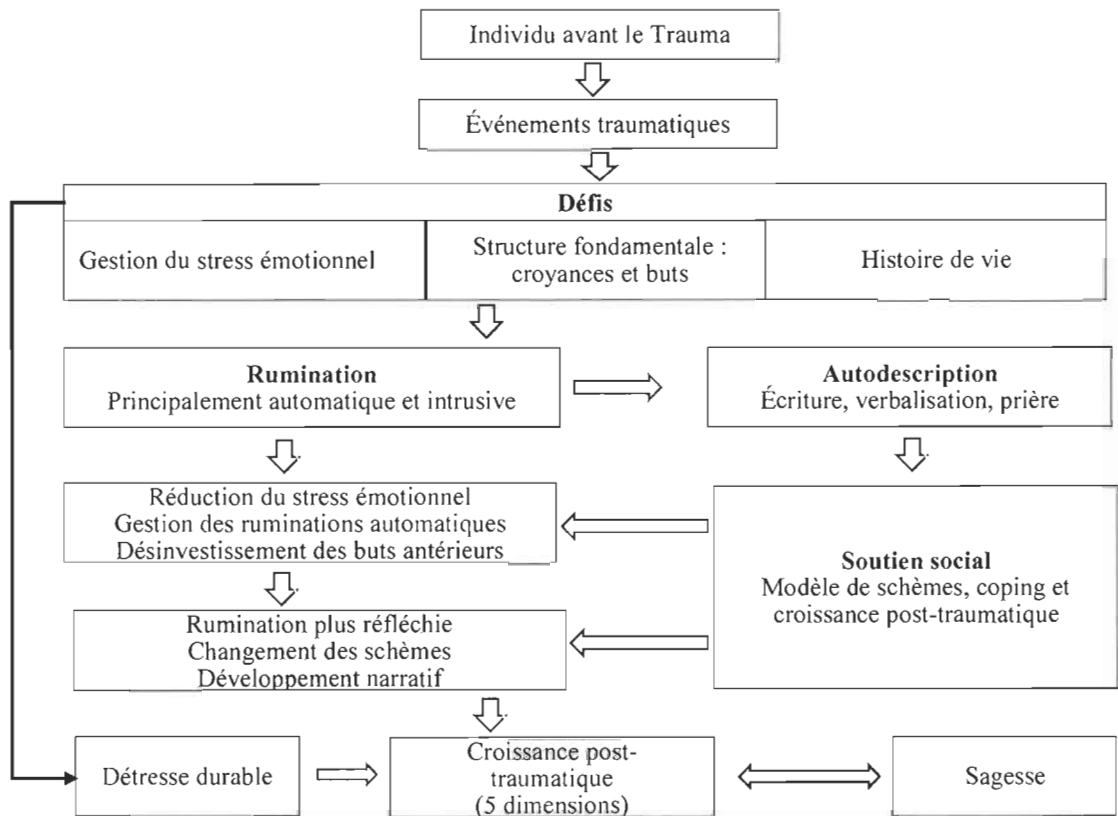 Individu avant le Trauma
Événements traumatiques
Défis
Gestion du stress émotionnel
Structure fondamentale :
croyances et buts
Histoire de vie
Rumination
Principalement automatique et intrusive
Autodescription
Écriture, verbalisation, prière
Réduction du stress émotionnel
Gestion des ruminations automatiques
Désinvestissement des buts antérieurs
Soutien social
Modèle de schèmes, coping et
croissance post-traumatique
Rumination plus réfléchie
Changement des schèmes
Développement narratif
Détresse durable
Croissance post-
traumatique
(5 dimensions)
Sagesse